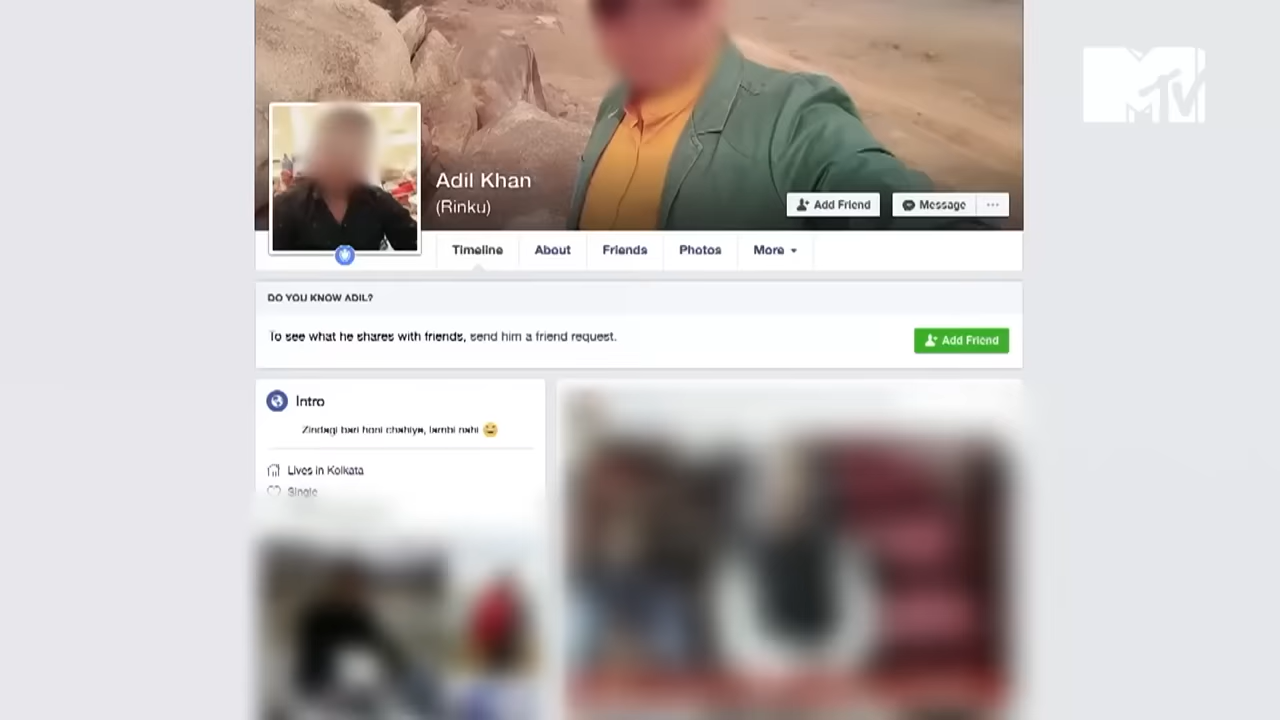 MTV
Adil Khan
(Rinku)
Add Friend
Message
Timeline
About
Friends
Photos
More
DO YOU KNOW ADIL?
To see what he shares with friends, send him a friend request.
Add Friend
Intro
Zindagi bari honi chahiye, lambi nahi 😄
Lives in Kolkata
Single